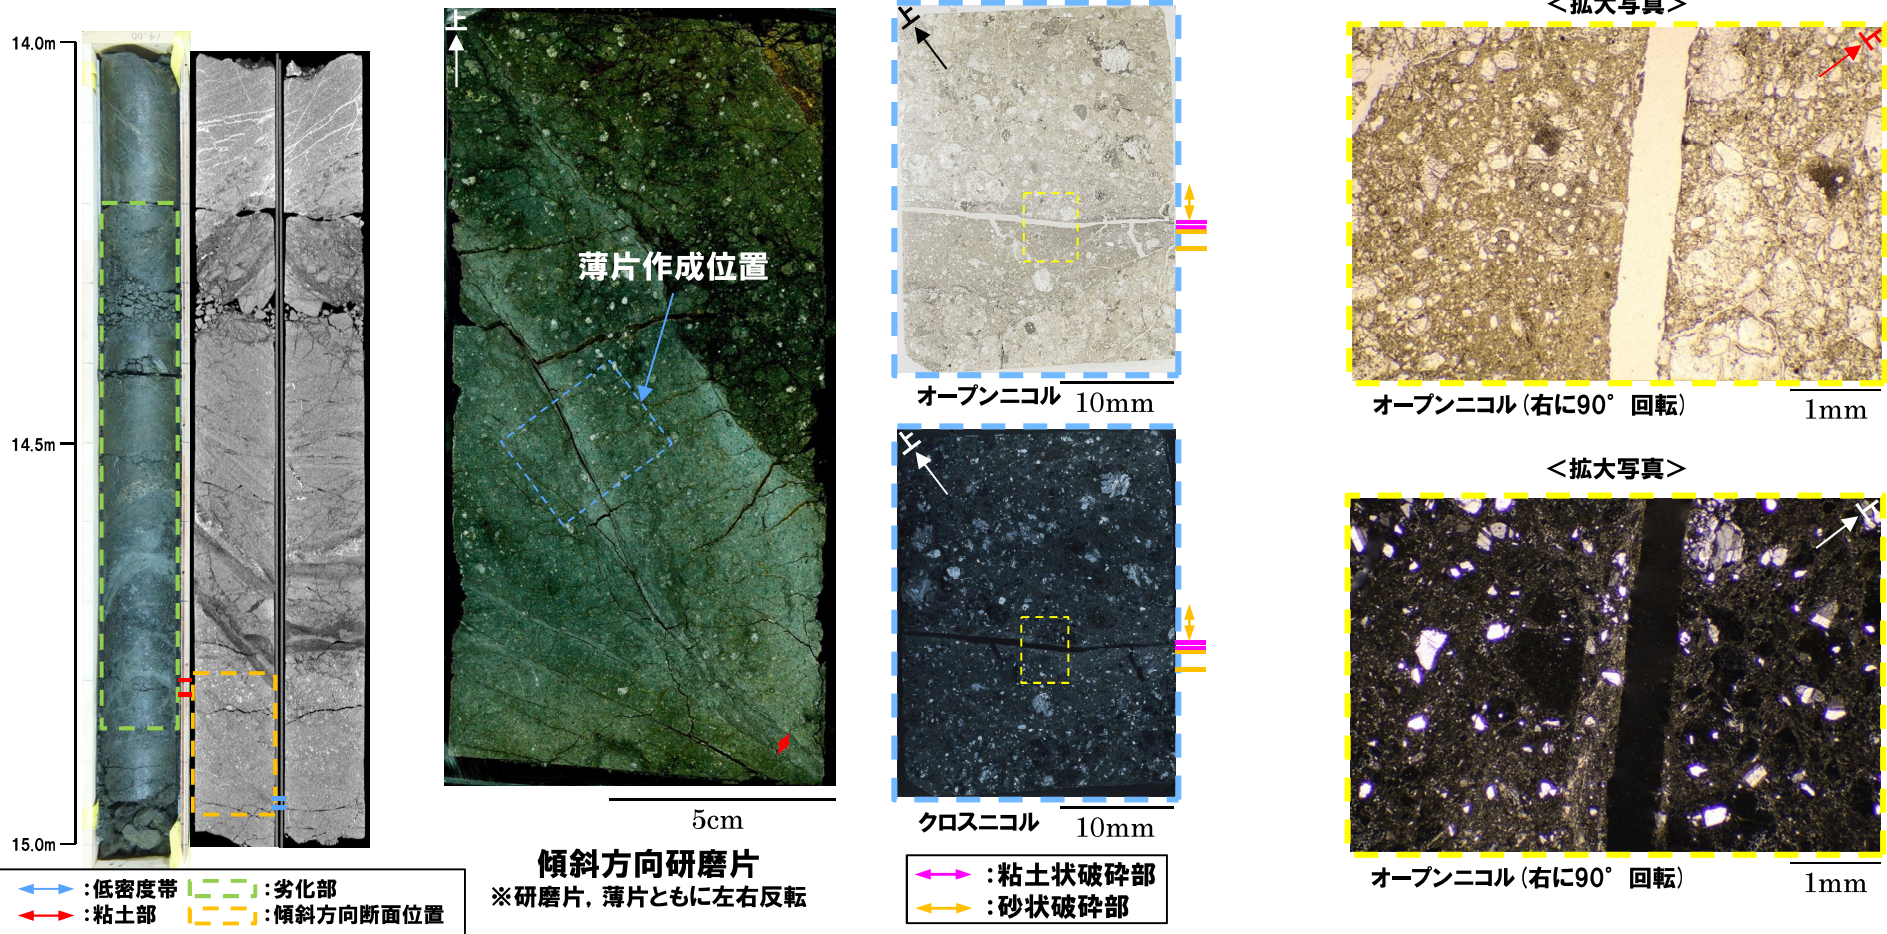 14.0m
14.5m
15.0m
14.00
:低密度帯
:劣化部
:粘土部
:傾斜方向断面位置
上
薄片作成位置
5cm
傾斜方向研磨片
※研磨片, 薄片ともに左右反転
上
オープンニコル
10mm
上
クロスニコル
10mm
:粘土状破砕部
:砂状破砕部
<拡大写真>
上
オープンニコル(右に90°回転)
1mm
<拡大写真>
上
オープンニコル(右に90°回転)
1mm